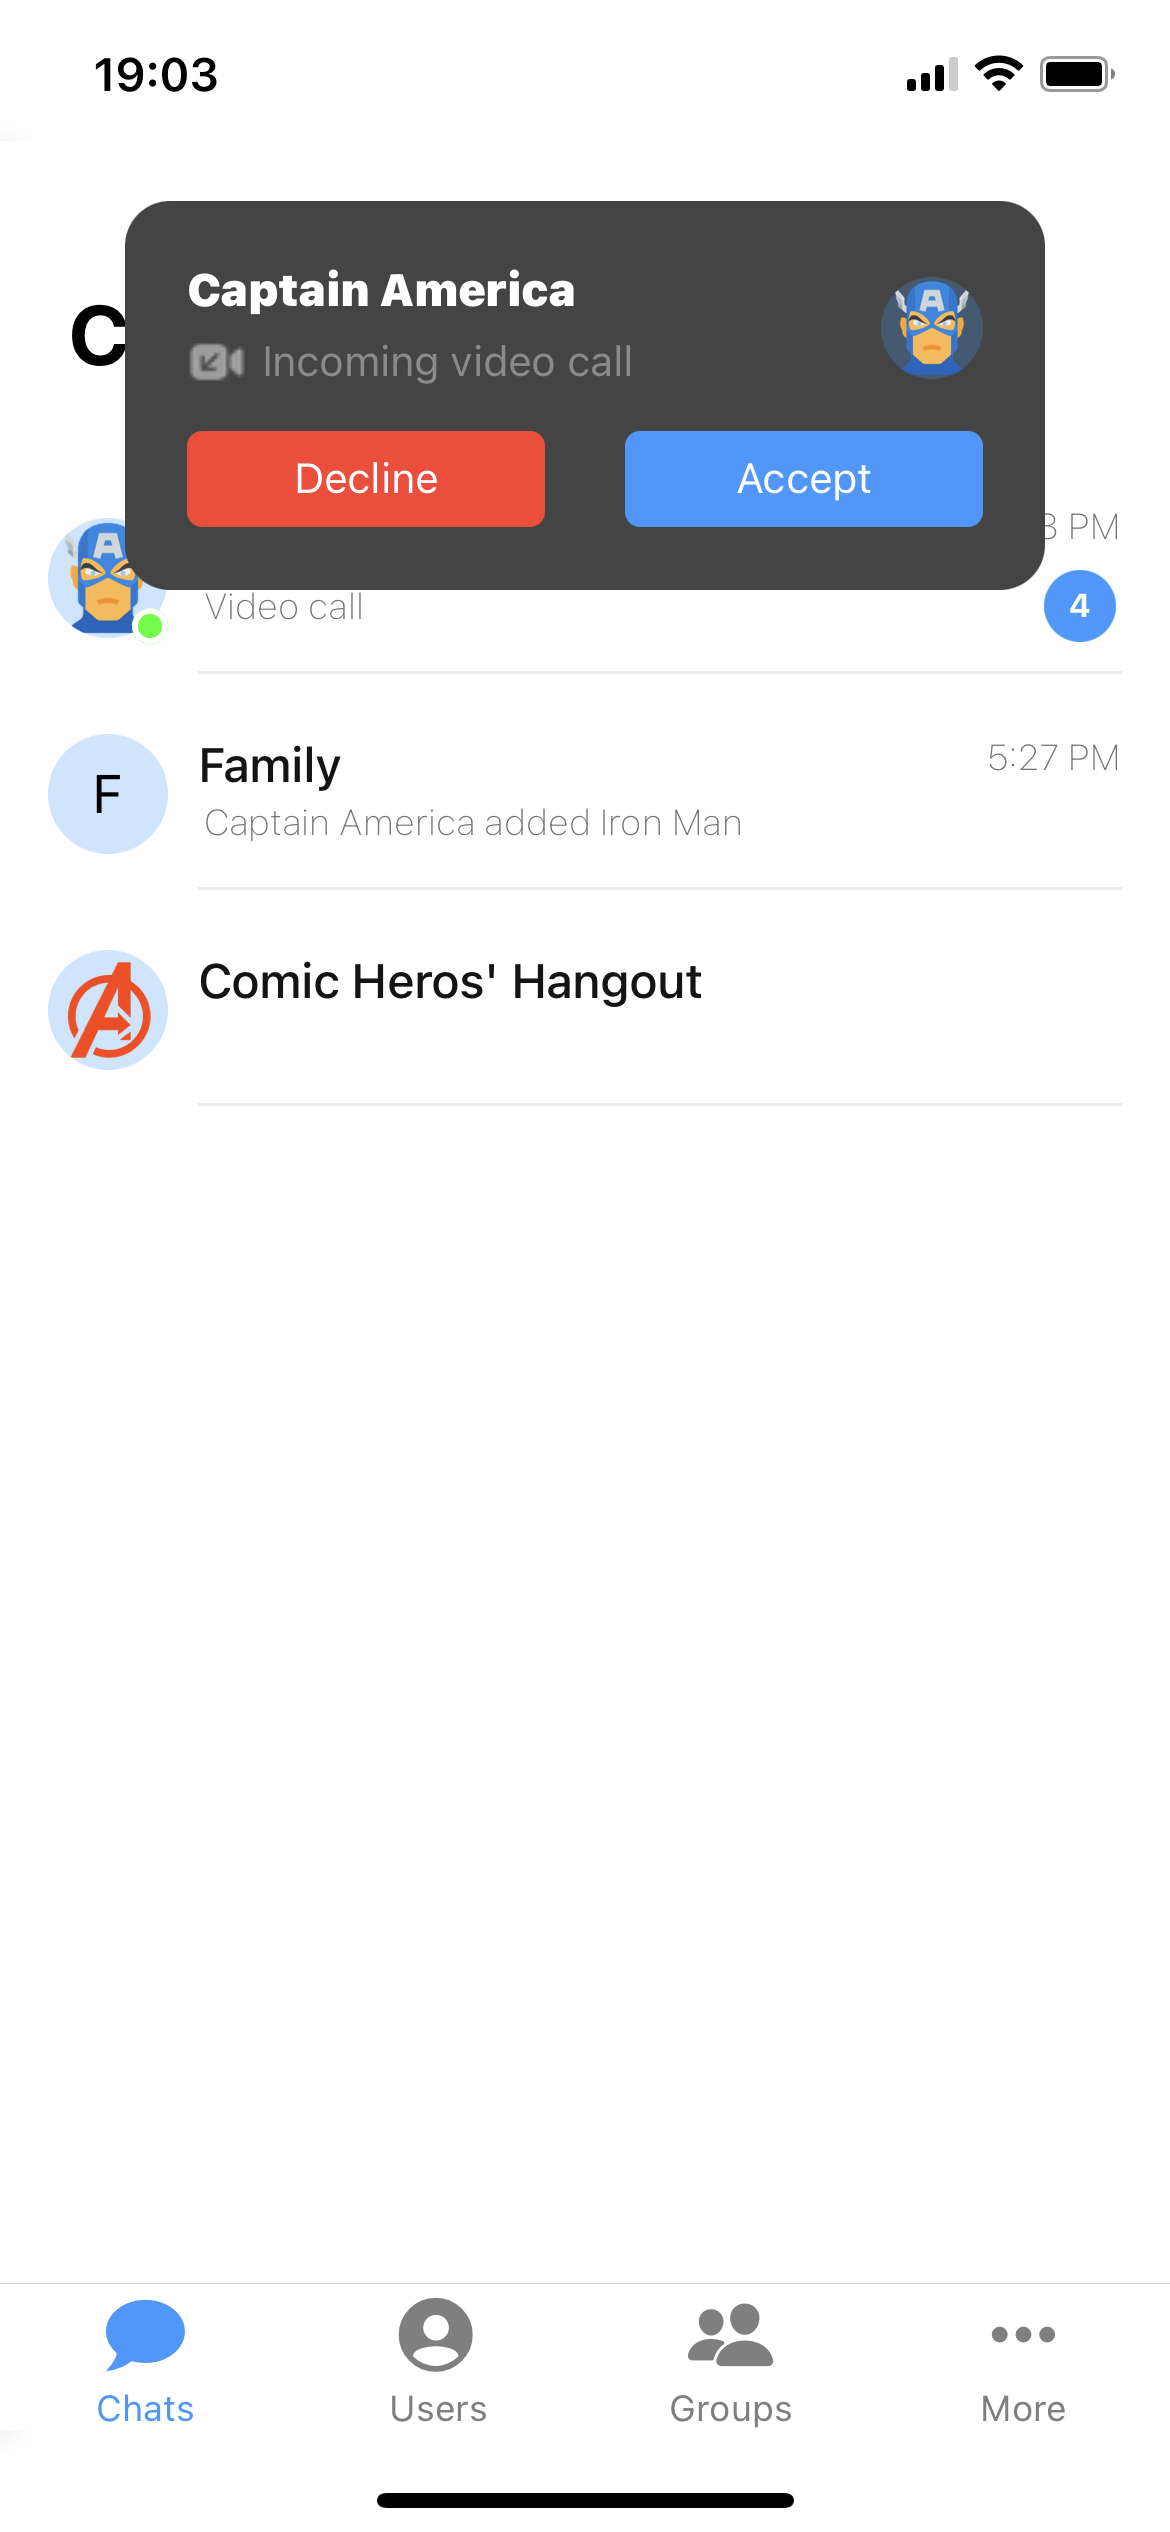 19:03
Captain America
Incoming video call
Decline
Accept
C
3 PM
Video call
4
F
Family
5:27 PM
Captain America added Iron Man
Comic Heros' Hangout
Chats
Users
Groups
More